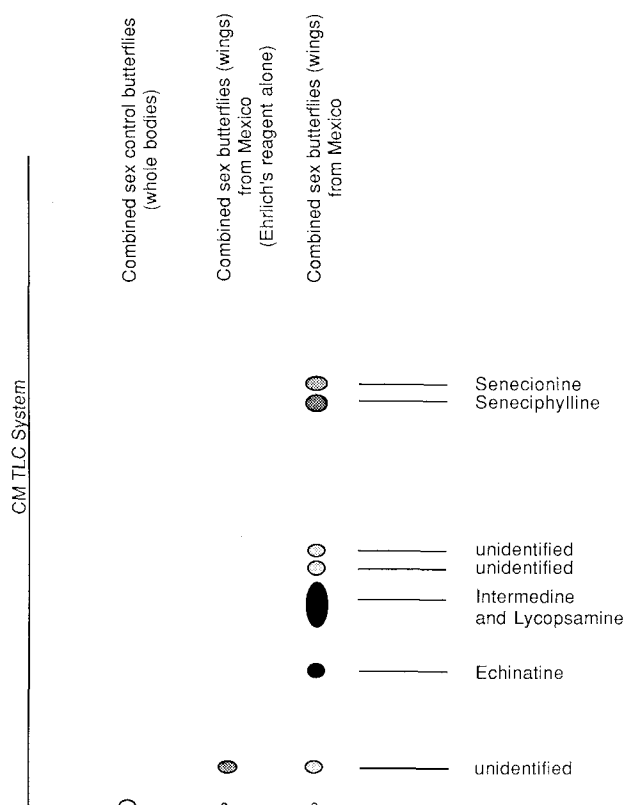 Combined sex control butterflies
(whole bodies)
Combined sex butterflies (wings)
from Mexico
(Ehrlich's reagent alone)
Combined sex butterflies (wings)
from Mexico
CM TLC System
Senecionine
Seneciphylline
unidentified
unidentified
Intermedine
and Lycopsamine
Echinatine
unidentified